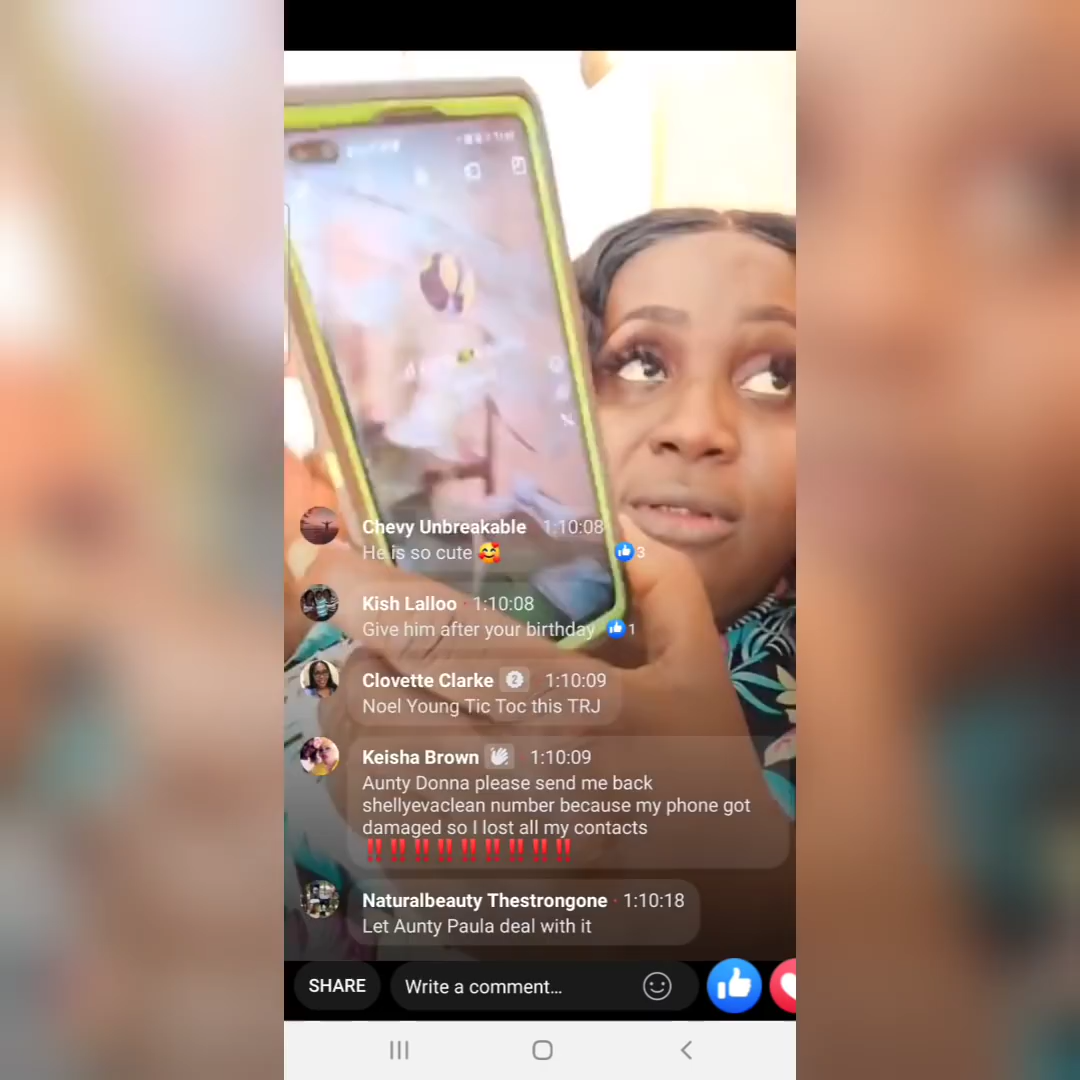 Chevy Unbreakable 1:10:08
He is so cute 🥰 3
Kish Lalloo · 1:10:08
Give him after your birthday 1
Clovette Clarke 2 1:10:09
Noel Young Tic Toc this TRJ
Keisha Brown 👋 1:10:09
Aunty Donna please send me back
shellyevaclean number because my phone got
damaged so I lost all my contacts
‼️‼️‼️‼️‼️‼️‼️‼️‼️
Naturalbeauty Thestrongone · 1:10:18
Let Aunty Paula deal with it
SHARE Write a comment...